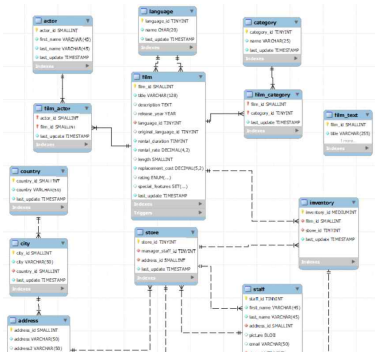 actor
actor_id SMALLINT
first_name VARCHAR(45)
last_name VARCHAR(45)
last_update TIMESTAMP
Indexes
language
language_id TINYINT
name CHAR(20)
last_update TIMESTAMP
Indexes
category
category_id TINYINT
name VARCHAR(25)
last_update TIMESTAMP
Indexes
film_actor
actor_id SMALLINT
film_id SMALLINT
last_update TIMESTAMP
Indexes
film
film_id SMALLINT
title VARCHAR(128)
description TEXT
release_year YEAR
language_id TINYINT
original_language_id TINYINT
rental_duration TINYINT
rental_rate DECIMAL(4,2)
length SMALLINT
replacement_cost DECIMAL(5,2)
rating ENUM(...)
special_features SET(...)
last_update TIMESTAMP
Indexes
Triggers
film_category
film_id SMALLINT
category_id TINYINT
last_update TIMESTAMP
Indexes
film_text
film_id SMALLINT
title VARCHAR(255)
Indexes
country
country_id SMALLINT
country VARCHAR(50)
last_update TIMESTAMP
Indexes
city
city_id SMALLINT
city VARCHAR(50)
country_id SMALLINT
last_update TIMESTAMP
Indexes
address
address_id SMALLINT
address VARCHAR(50)
address2 VARCHAR(50)
store
store_id TINYINT
manager_staff_id TINYINT
address_id SMALLINT
last_update TIMESTAMP
Indexes
inventory
inventory_id MEDIUMINT
film_id SMALLINT
store_id TINYINT
last_update TIMESTAMP
Indexes
staff
staff_id TINYINT
first_name VARCHAR(45)
last_name VARCHAR(45)
address_id SMALLINT
picture BLOB
email VARCHAR(50)